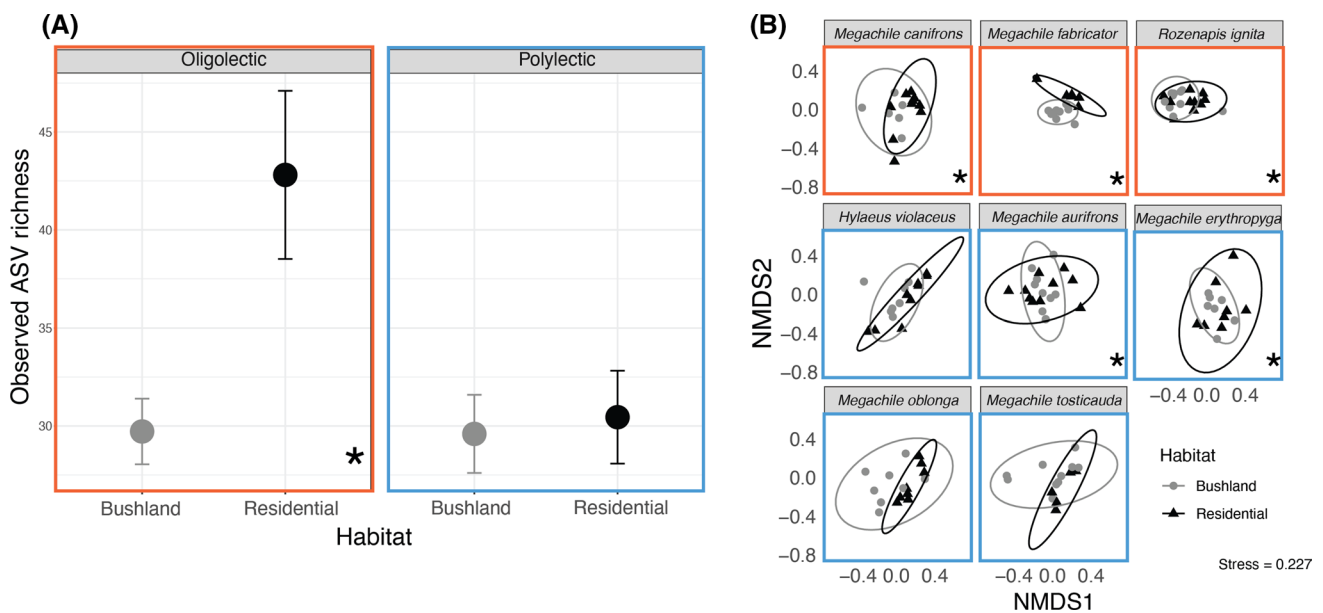 (A)
Oligolectic Polylectic
Observed ASV richness
45
40
35
30
*
Bushland Residential Bushland Residential
Habitat
(B)
Megachile canifrons Megachile fabricator Rozenapis ignita
0.4
0.0
−0.4
−0.8
* * *
Hylaeus violaceus Megachile aurifrons Megachile erythropyga
NMDS2
0.4
0.0
−0.4
−0.8
* *
−0.4 0.0 0.4
Megachile oblonga Megachile tosticauda
0.4
0.0
−0.4
−0.8
−0.4 0.0 0.4 −0.4 0.0 0.4
NMDS1
Habitat
Bushland
Residential
Stress = 0.227